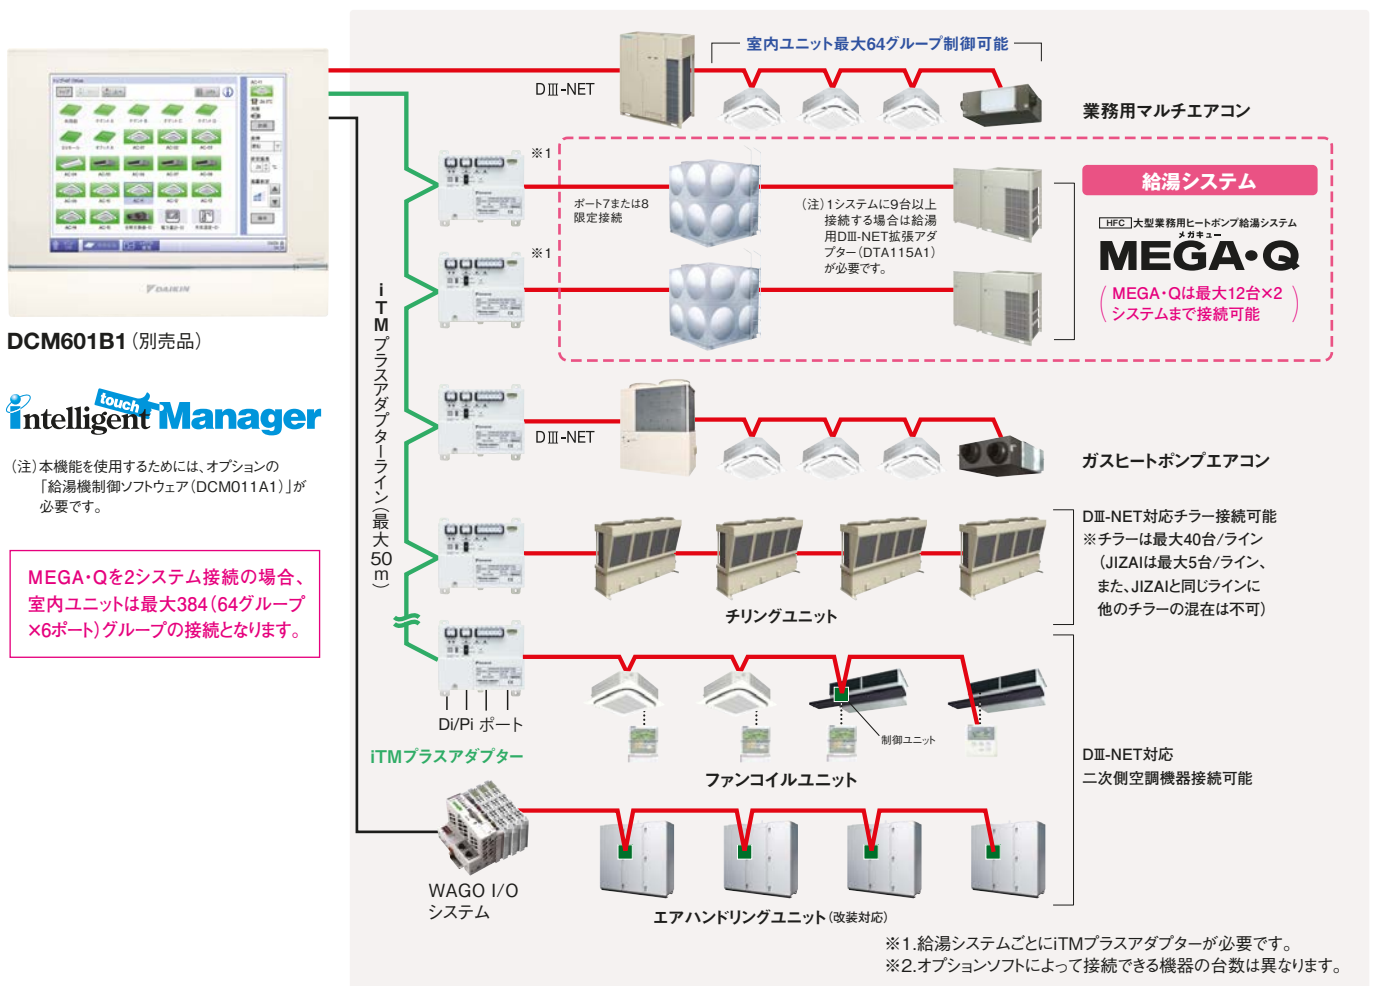 DAIKIN
DCM601B1（別売品）
intelligent touch Manager
（注）本機能を使用するためには、オプションの
「給湯機制御ソフトウェア（DCM011A1）」が
必要です。
MEGA・Qを2システム接続の場合、
室内ユニットは最大384（64グループ
×6ポート）グループの接続となります。
iTMプラスアダプターライン（最大50m）
DⅢ-NET
室内ユニット最大64グループ制御可能
業務用マルチエアコン
※1
ポート7または8
限定接続
（注）1システムに9台以上
接続する場合は給湯
用DⅢ-NET拡張アダ
プター（DTA115A1）
が必要です。
※1
給湯システム
HFC 大型業務用ヒートポンプ給湯システム
メガキュー
MEGA・Q
（MEGA・Qは最大12台×2
システムまで接続可能）
DⅢ-NET
ガスヒートポンプエアコン
チリングユニット
DⅢ-NET対応チラー接続可能
※チラーは最大40台/ライン
（JIZAIは最大5台/ライン、
また、JIZAIと同じラインに
他のチラーの混在は不可）
Di/Pi ポート
iTMプラスアダプター
制御ユニット
ファンコイルユニット
DⅢ-NET対応
二次側空調機器接続可能
WAGO I/O
システム
エアハンドリングユニット（改装対応）
※1.給湯システムごとにiTMプラスアダプターが必要です。
※2.オプションソフトによって接続できる機器の台数は異なります。